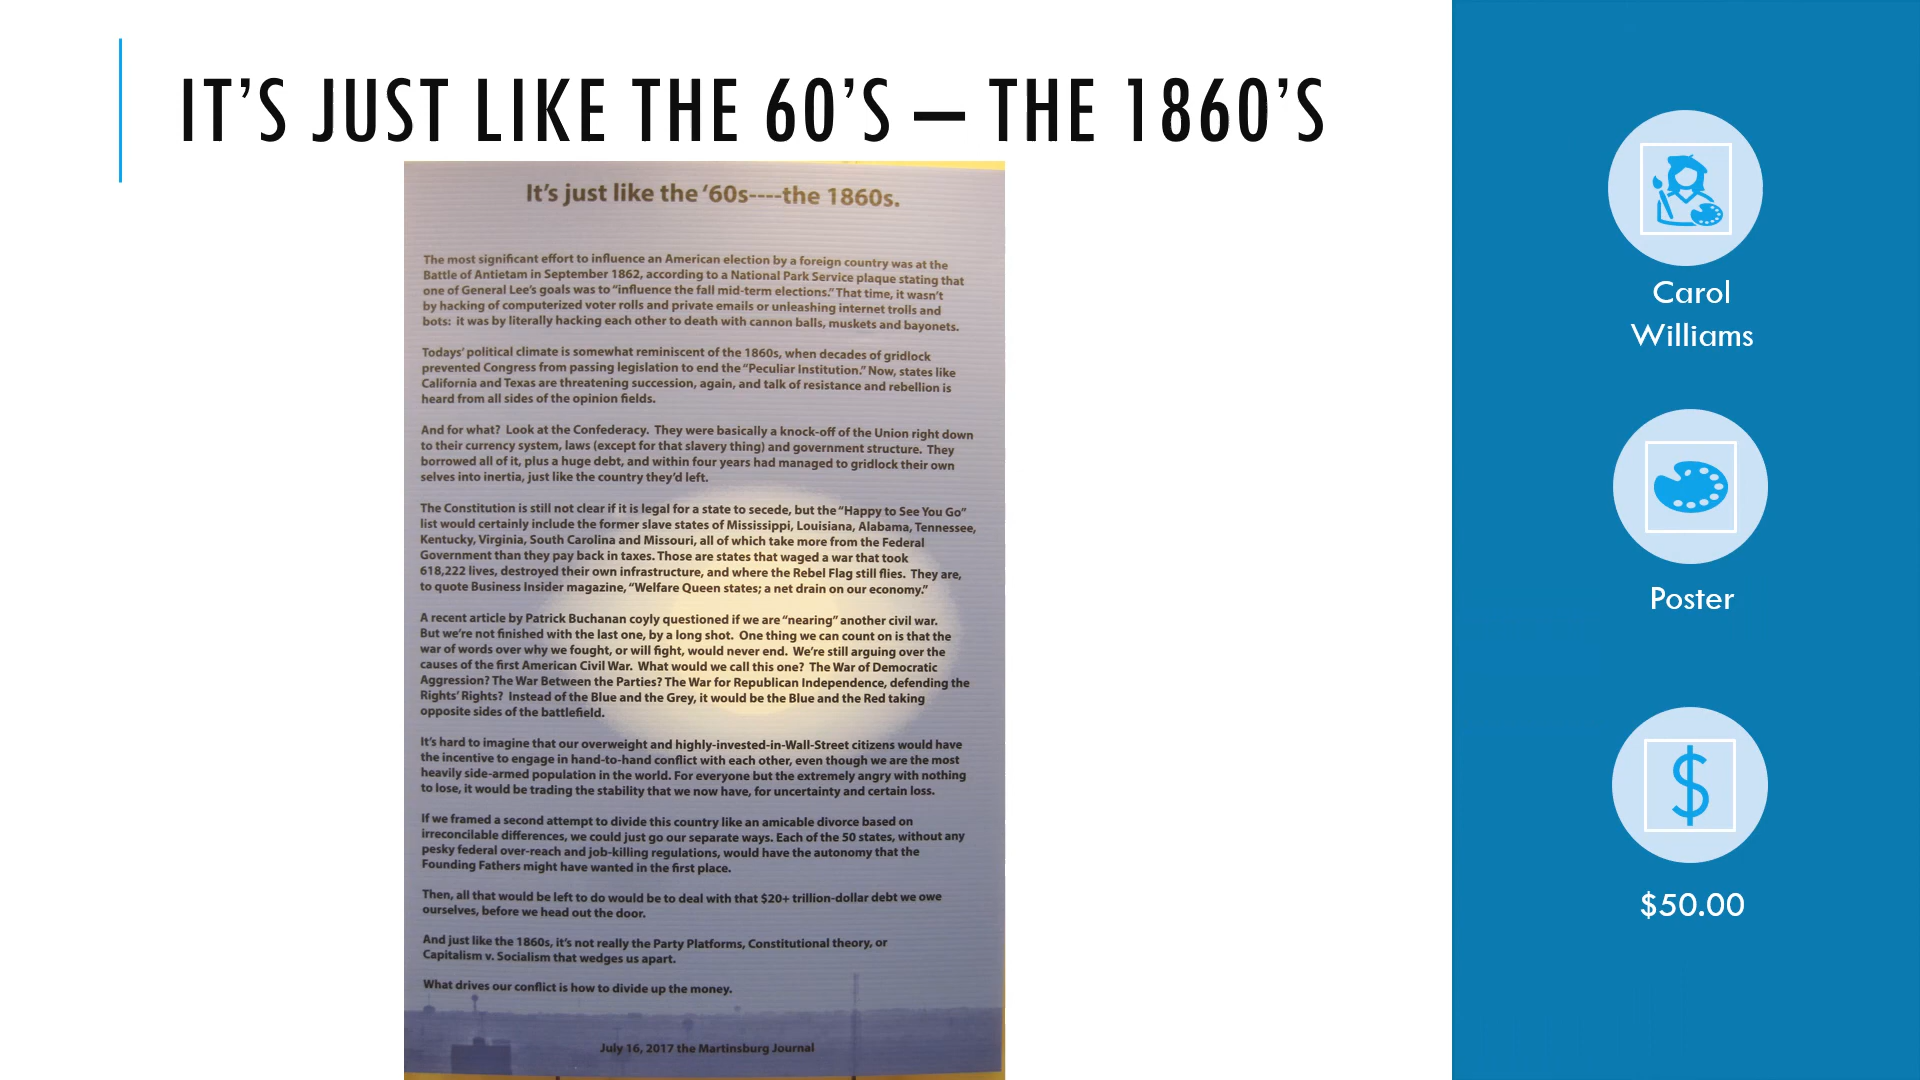 IT'S JUST LIKE THE 60'S – THE 1860'S
It's just like the '60s----the 1860s.
The most significant effort to influence an American election by a foreign country was at the
Battle of Antietam in September 1862, according to a National Park Service plaque stating that
one of General Lee's goals was to "influence the fall mid-term elections." That time, it wasn't
by hacking of computerized voter rolls and private emails or unleashing internet trolls and
bots: it was by literally hacking each other to death with cannon balls, muskets and bayonets.
Todays' political climate is somewhat reminiscent of the 1860s, when decades of gridlock
prevented Congress from passing legislation to end the "Peculiar Institution." Now, states like
California and Texas are threatening succession, again, and talk of resistance and rebellion is
heard from all sides of the opinion fields.
And for what? Look at the Confederacy. They were basically a knock-off of the Union right down
to their currency system, laws (except for that slavery thing) and government structure. They
borrowed all of it, plus a huge debt, and within four years had managed to gridlock their own
selves into inertia, just like the country they'd left.
The Constitution is still not clear if it is legal for a state to secede, but the "Happy to See You Go"
list would certainly include the former slave states of Mississippi, Louisiana, Alabama, Tennessee,
Kentucky, Virginia, South Carolina and Missouri, all of which take more from the Federal
Government than they pay back in taxes. Those are states that waged a war that took
618,222 lives, destroyed their own infrastructure, and where the Rebel Flag still flies. They are,
to quote Business Insider magazine, "Welfare Queen states; a net drain on our economy."
A recent article by Patrick Buchanan coyly questioned if we are "nearing" another civil war.
But we're not finished with the last one, by a long shot. One thing we can count on is that the
war of words over why we fought, or will fight, would never end. We're still arguing over the
causes of the first American Civil War. What would we call this one? The War of Democratic
Aggression? The War Between the Parties? The War for Republican Independence, defending the
Rights' Rights? Instead of the Blue and the Grey, it would be the Blue and the Red taking
opposite sides of the battlefield.
It's hard to imagine that our overweight and highly-invested-in-Wall-Street citizens would have
the incentive to engage in hand-to-hand conflict with each other, even though we are the most
heavily side-armed population in the world. For everyone but the extremely angry with nothing
to lose, it would be trading the stability that we now have, for uncertainty and certain loss.
If we framed a second attempt to divide this country like an amicable divorce based on
irreconcilable differences, we could just go our separate ways. Each of the 50 states, without any
pesky federal over-reach and job-killing regulations, would have the autonomy that the
Founding Fathers might have wanted in the first place.
Then, all that would be left to do would be to deal with that $20+ trillion-dollar debt we owe
ourselves, before we head out the door.
And just like the 1860s, it's not really the Party Platforms, Constitutional theory, or
Capitalism v. Socialism that wedges us apart.
What drives our conflict is how to divide up the money.
July 16, 2017 the Martinsburg Journal
Carol
Williams
Poster
$50.00